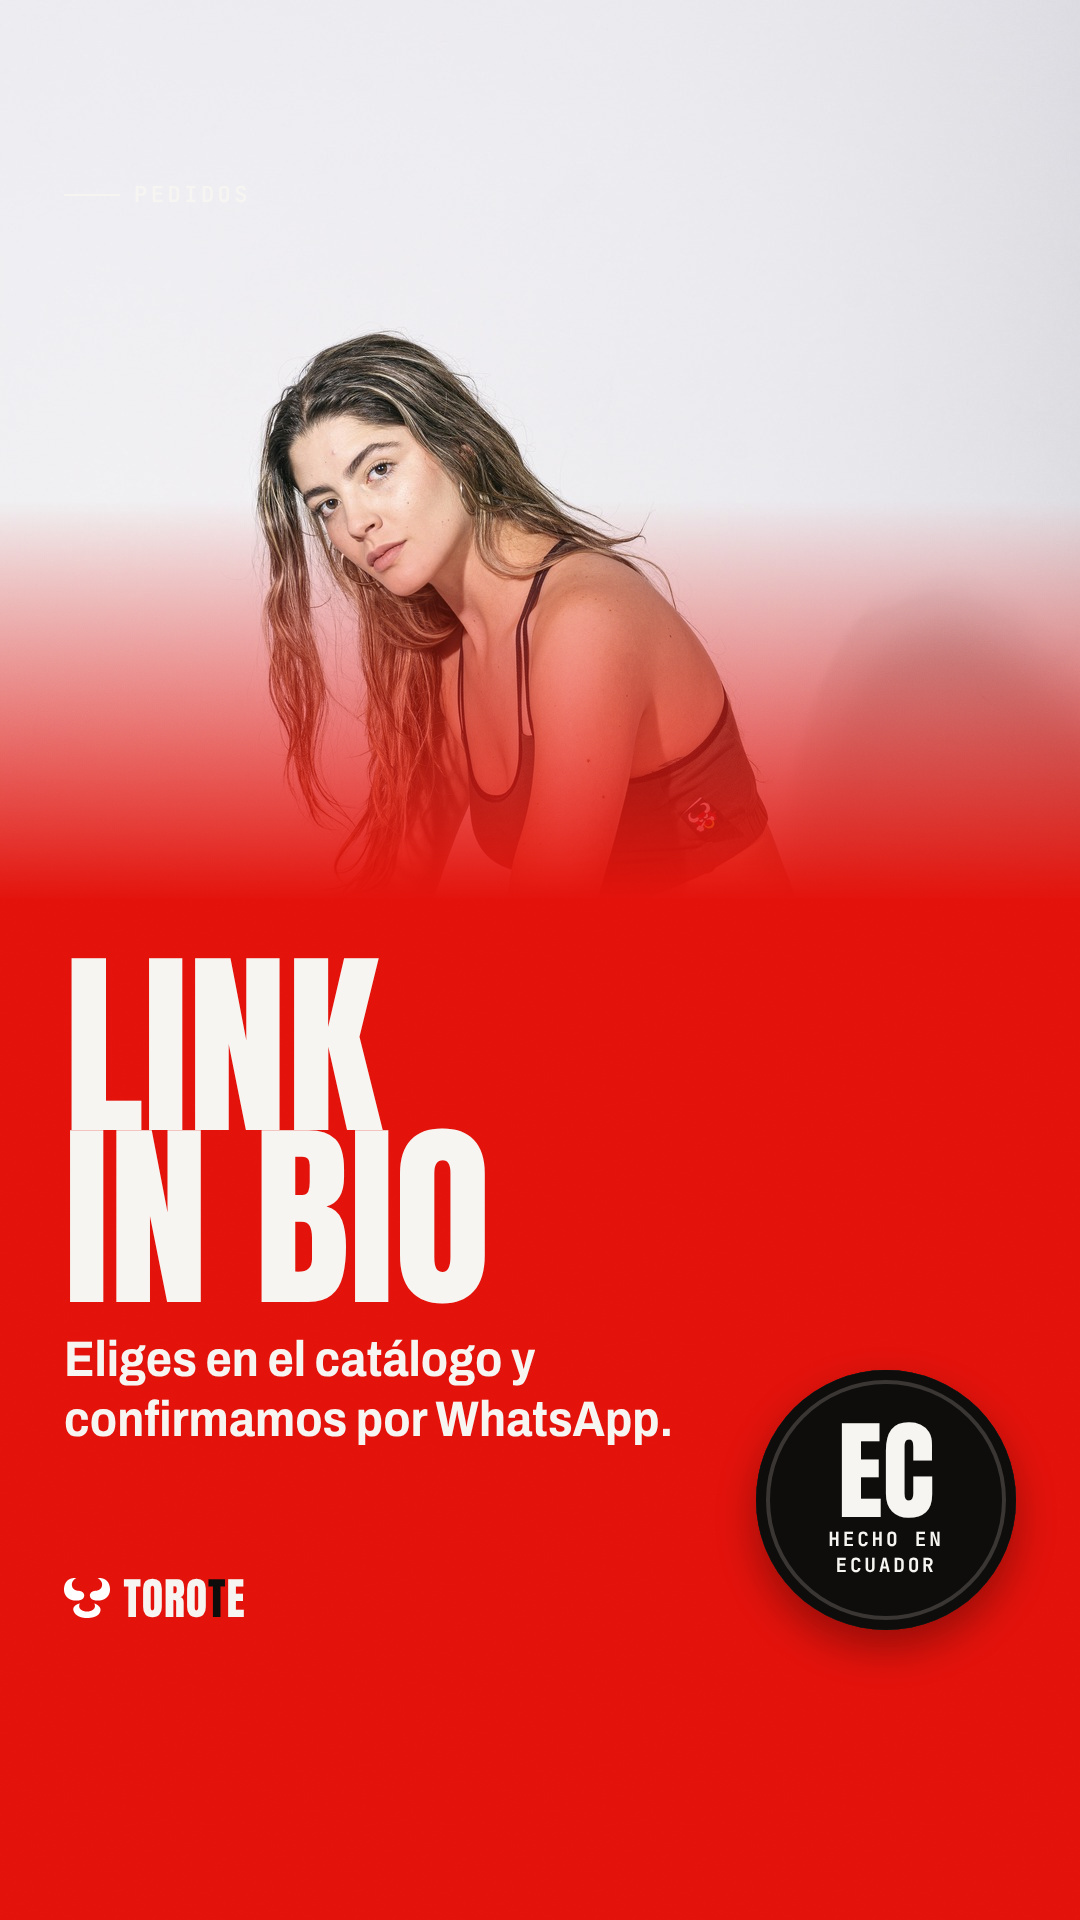 PEDIDOS
LINK
IN BIO
Eliges en el catálogo y
confirmamos por WhatsApp.
EC
HECHO EN
ECUADOR
TOROTE